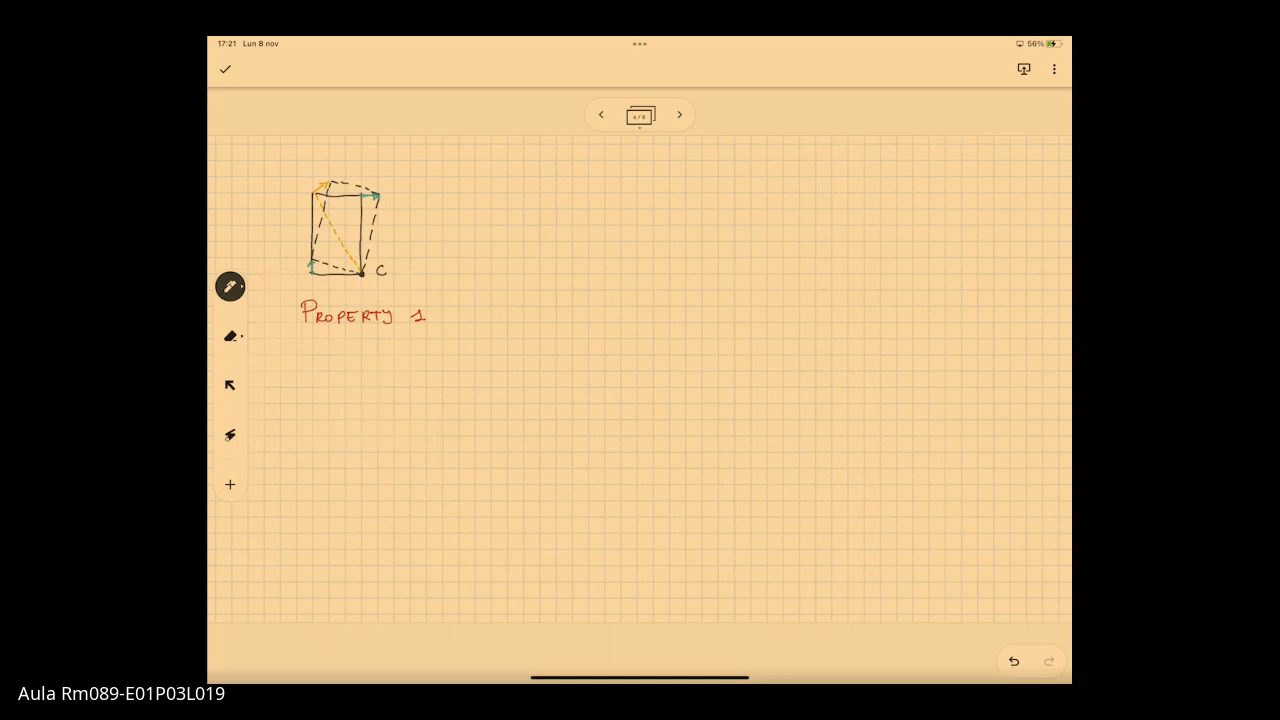 17:21 Lun 8 nov
56%
C
PROPERTY 1
Aula Rm089-E01P03L019